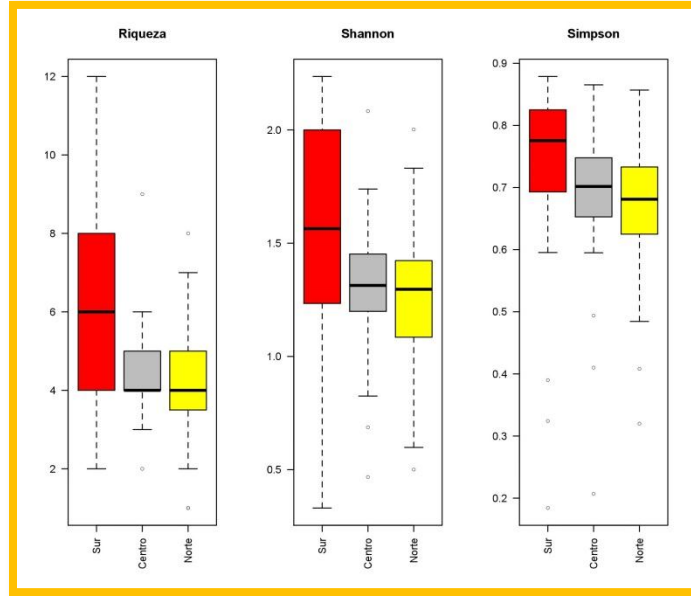 Riqueza
12
10
8
6
4
2
Sur
Centro
Norte
Shannon
2.0
1.5
1.0
0.5
Sur
Centro
Norte
Simpson
0.9
0.8
0.7
0.6
0.5
0.4
0.3
0.2
Sur
Centro
Norte